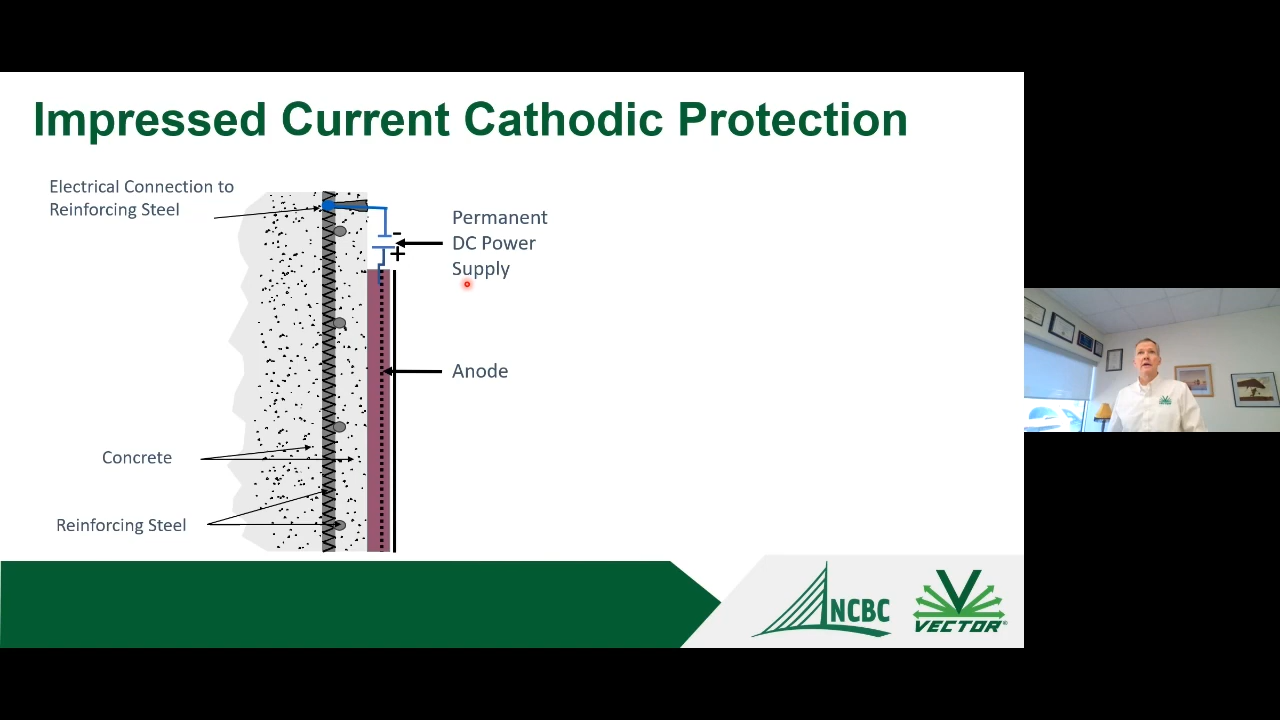 Impressed Current Cathodic Protection
Electrical Connection to
Reinforcing Steel
-
+
Permanent
DC Power
Supply
Anode
Concrete
Reinforcing Steel
NCBC
VECTOR®